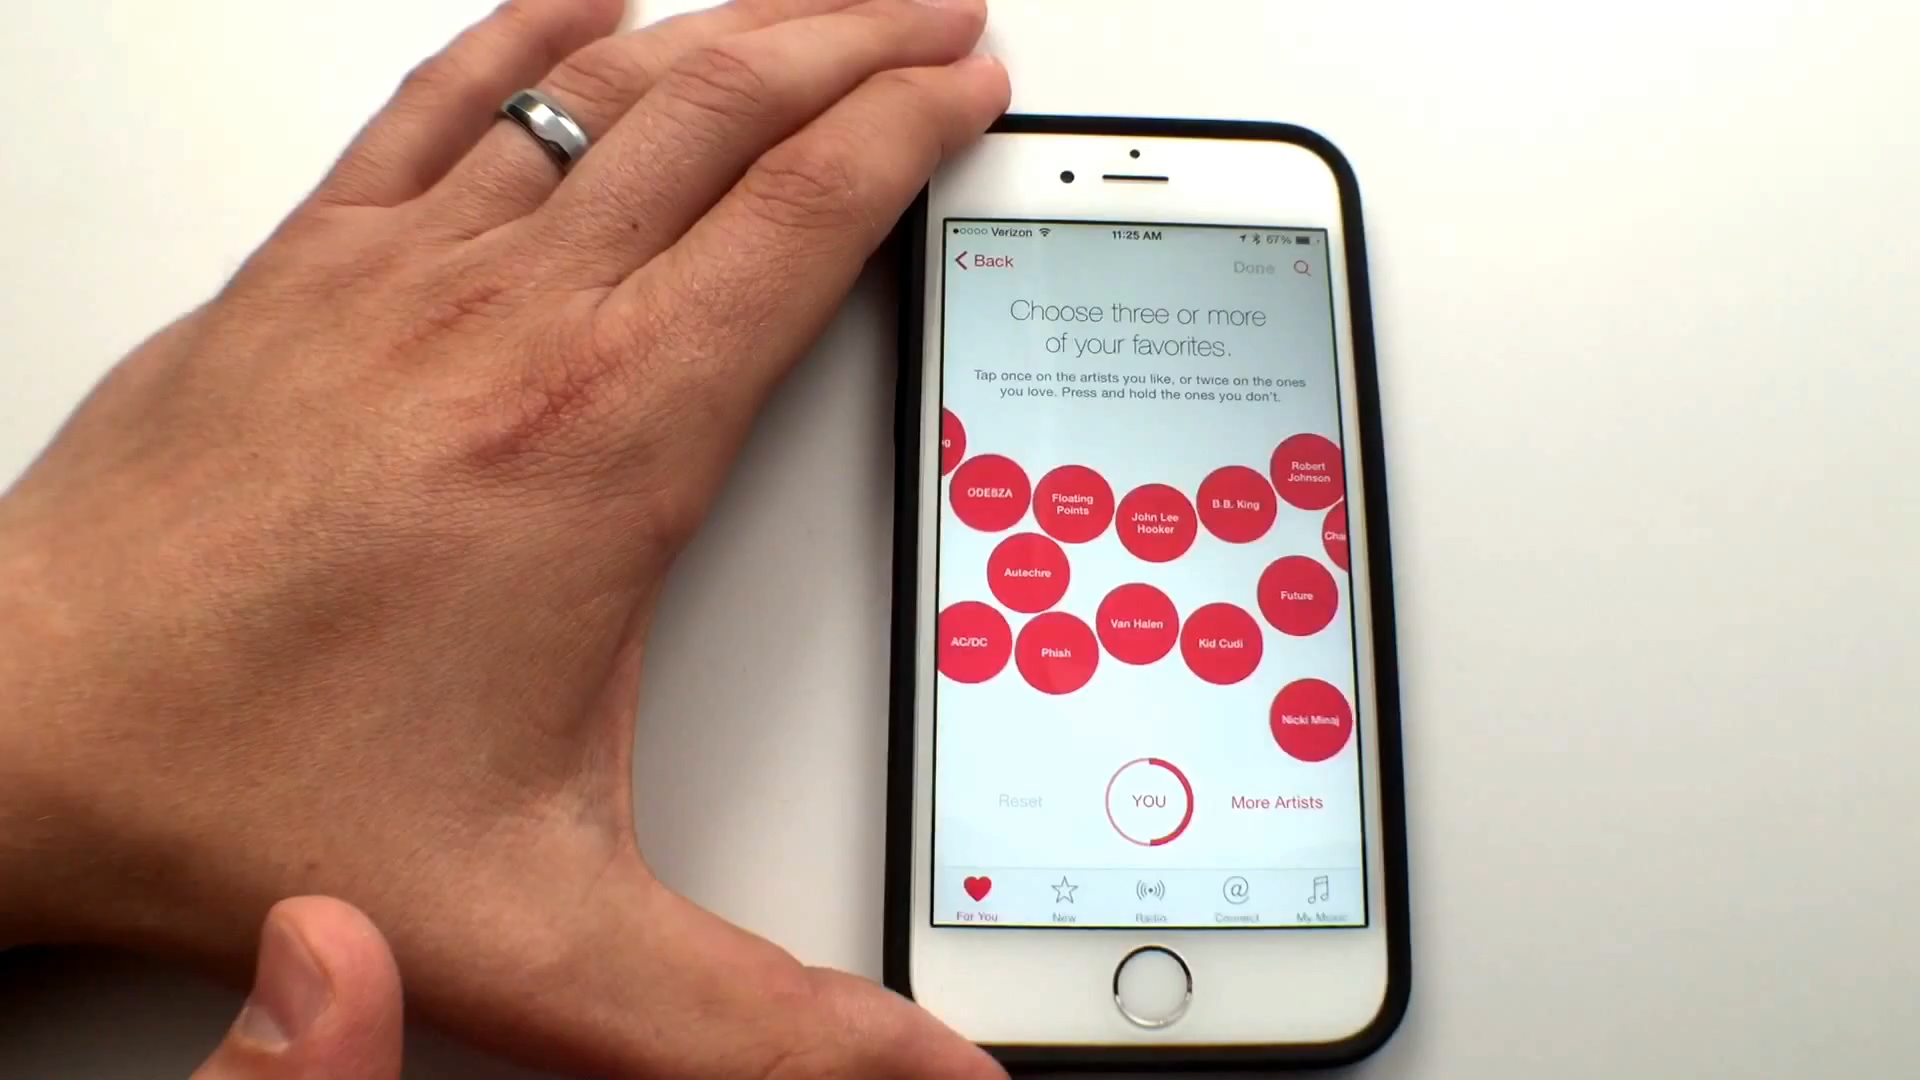 Verizon
11:25 AM
67%
Back
Done
Choose three or more
of your favorites.
Tap once on the artists you like, or twice on the ones
you love. Press and hold the ones you don't.
Robert
Johnson
ODESZA
Floating
Points
John Lee
Hooker
B.B. King
Autechre
Future
AC/DC
Phish
Van Halen
Kid Cudi
Nicki Minaj
Reset
YOU
More Artists
For You
New
Radio
Connect
My Music